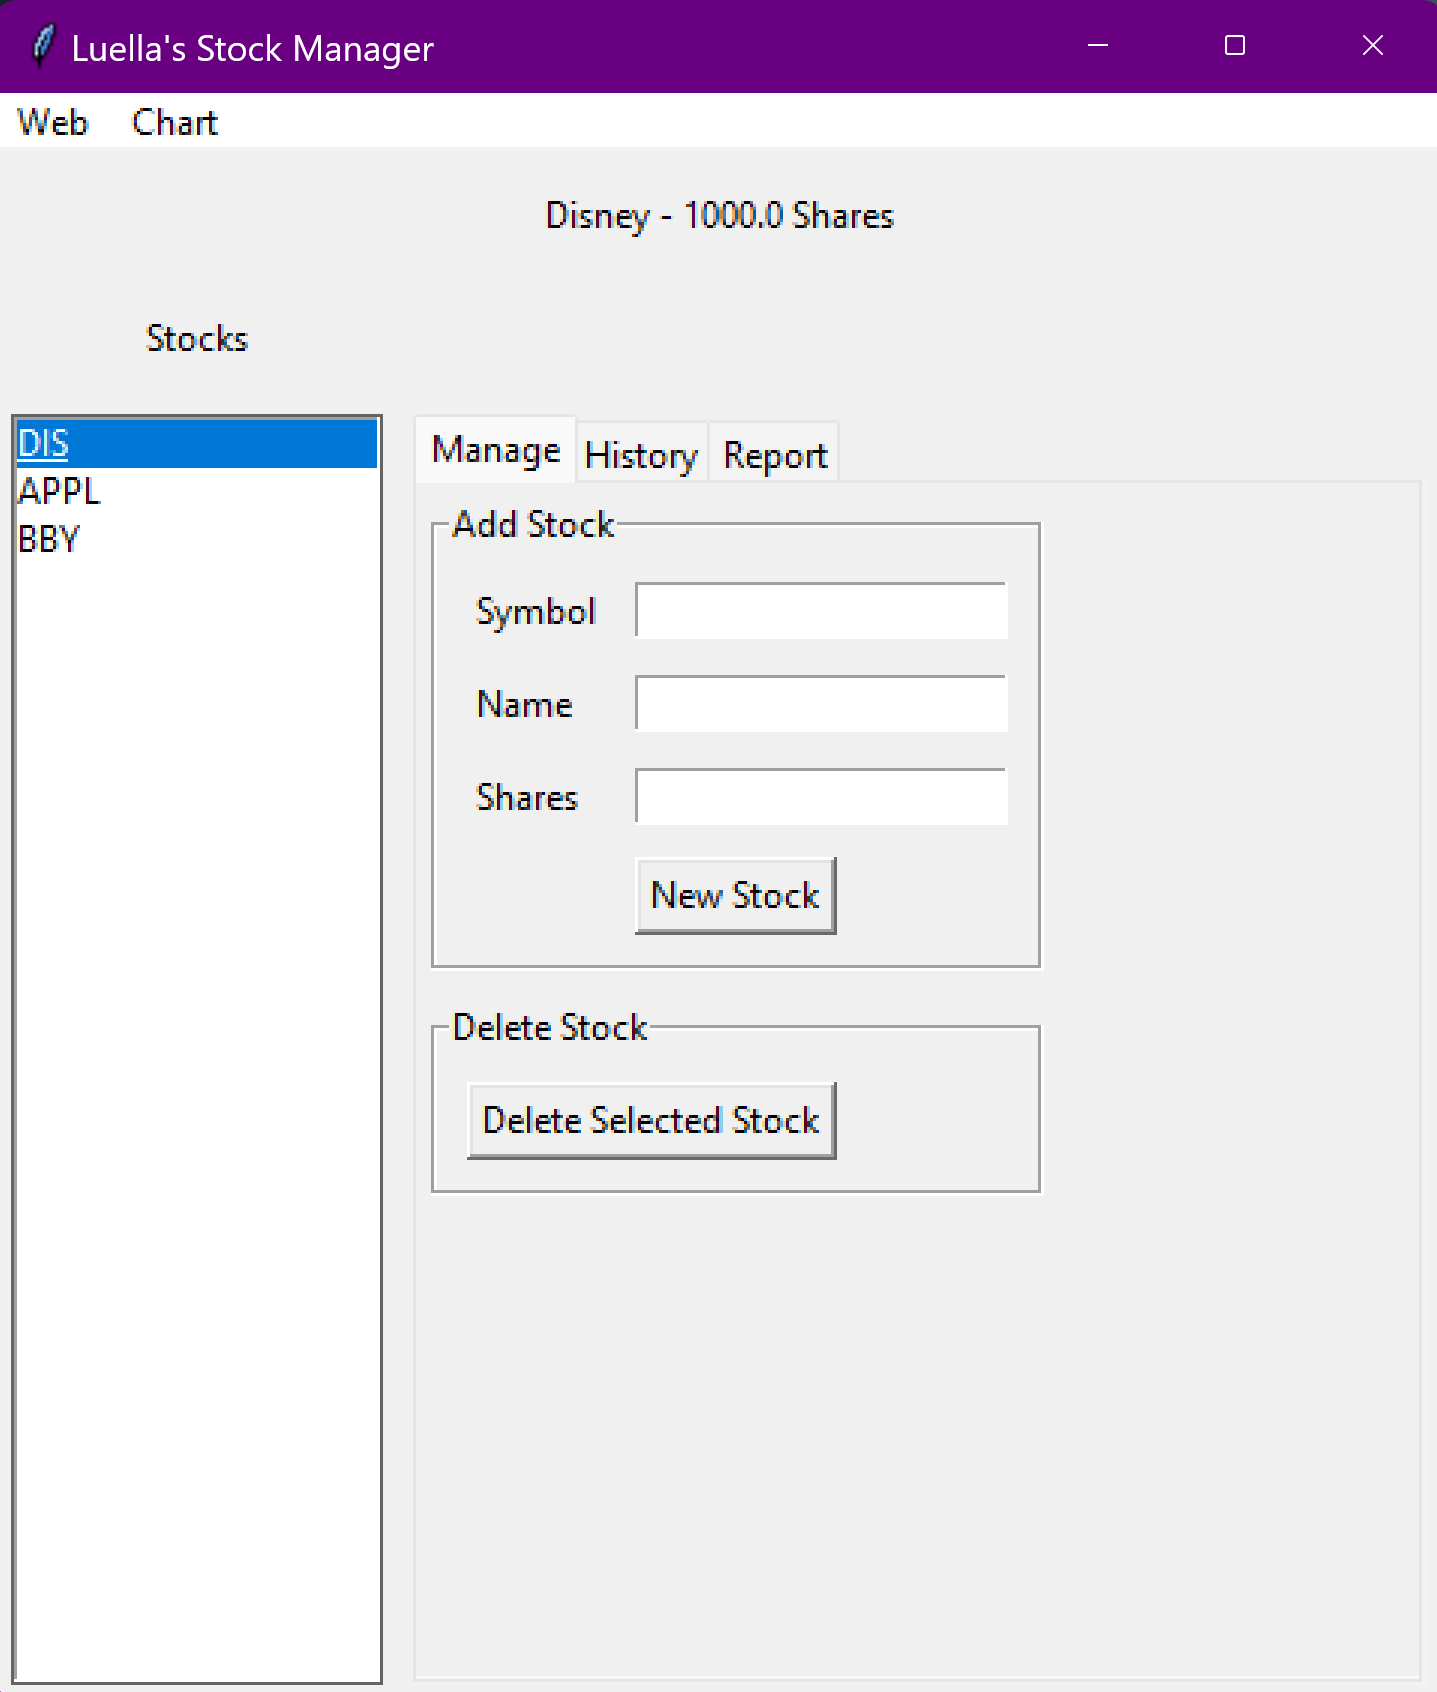 Luella's Stock Manager
Web Chart
Disney - 1000.0 Shares
Stocks
DIS
APPL
BBY
Manage History Report
Add Stock
Symbol
Name
Shares
New Stock
Delete Stock
Delete Selected Stock